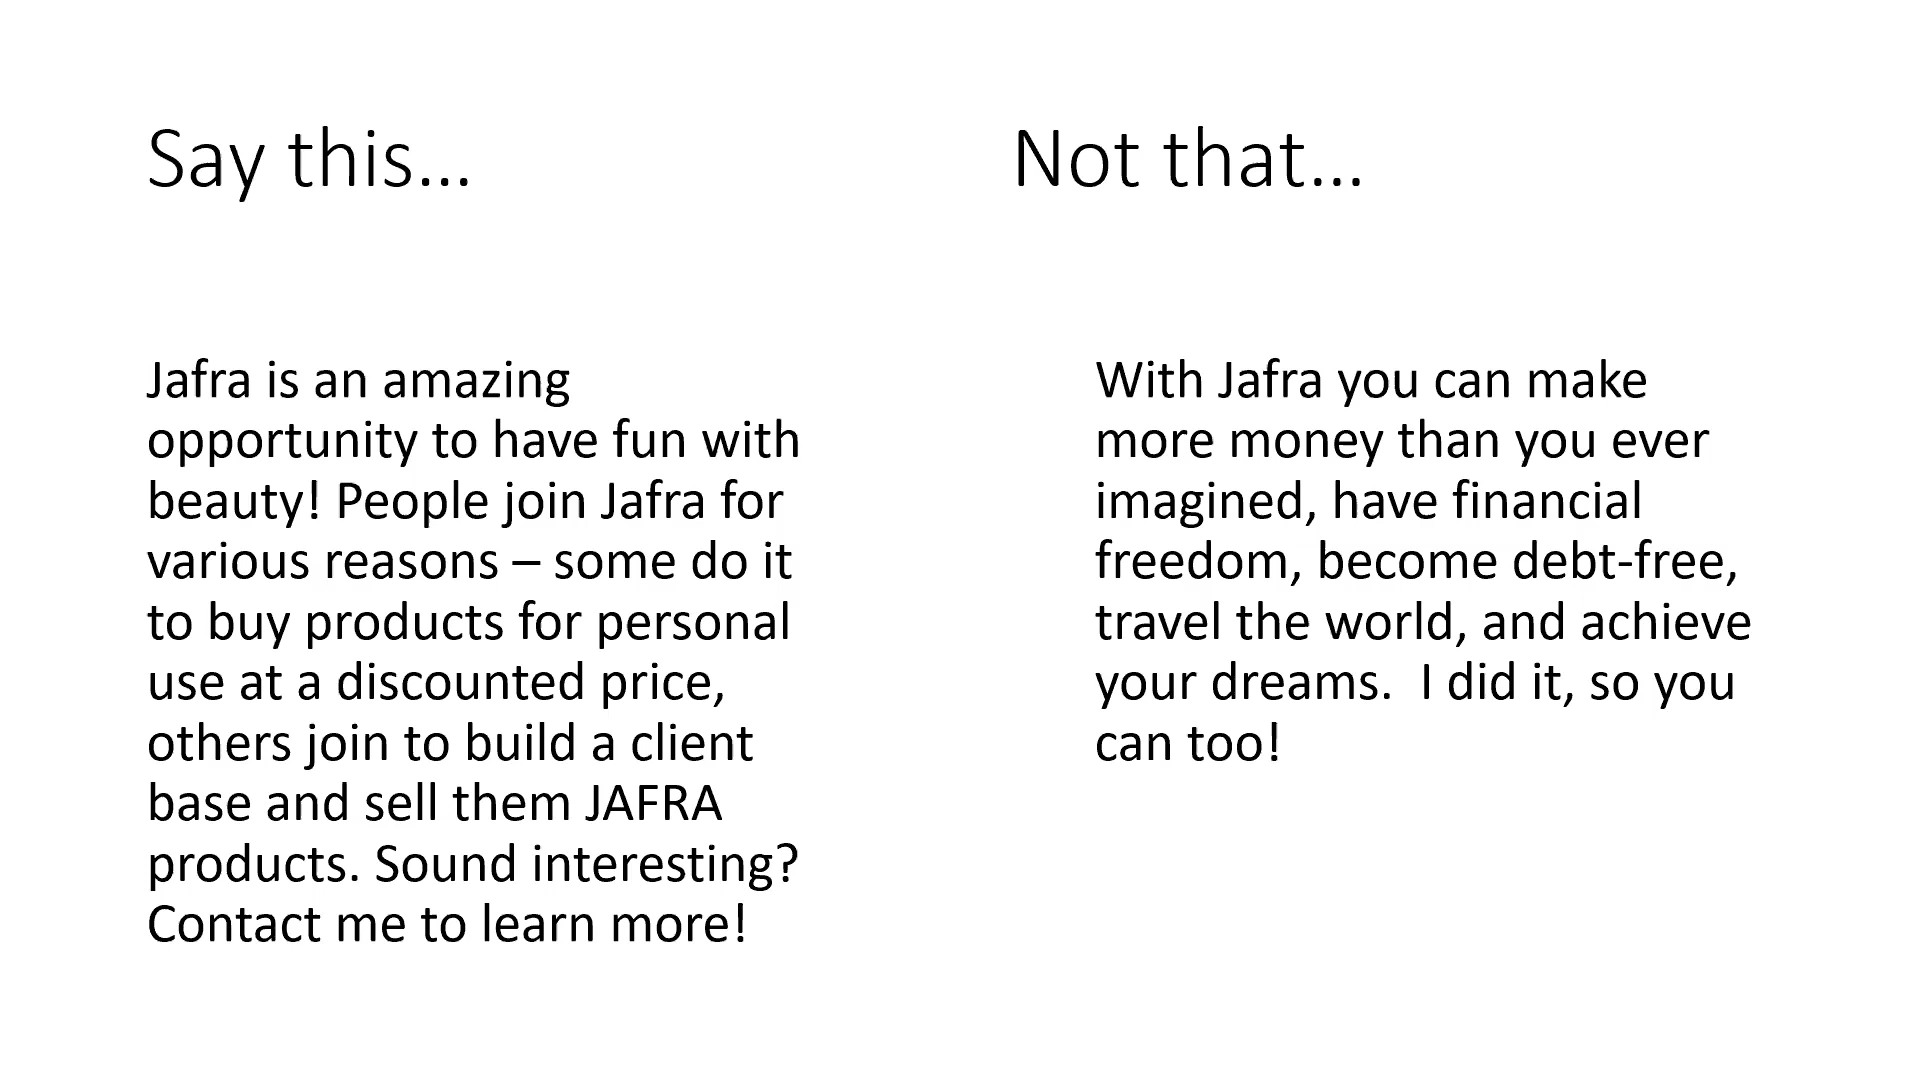 Say this…
Not that…
Jafra is an amazing
opportunity to have fun with
beauty! People join Jafra for
various reasons – some do it
to buy products for personal
use at a discounted price,
others join to build a client
base and sell them JAFRA
products. Sound interesting?
Contact me to learn more!
With Jafra you can make
more money than you ever
imagined, have financial
freedom, become debt-free,
travel the world, and achieve
your dreams.  I did it, so you
can too!